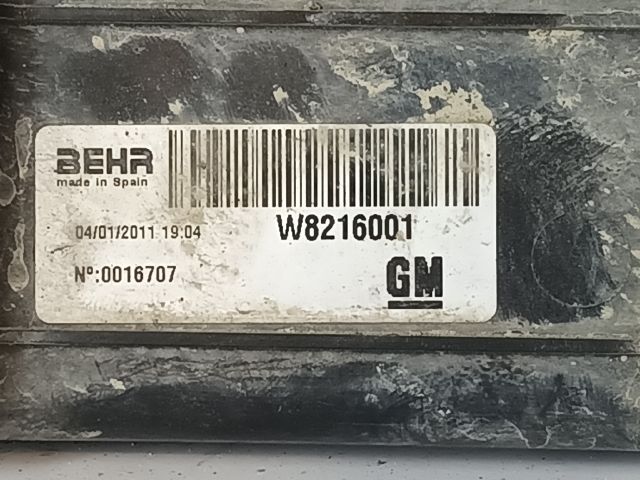 BEHR
made in Spain
04/01/2011 19:04
W8216001
Nº:0016707
GM